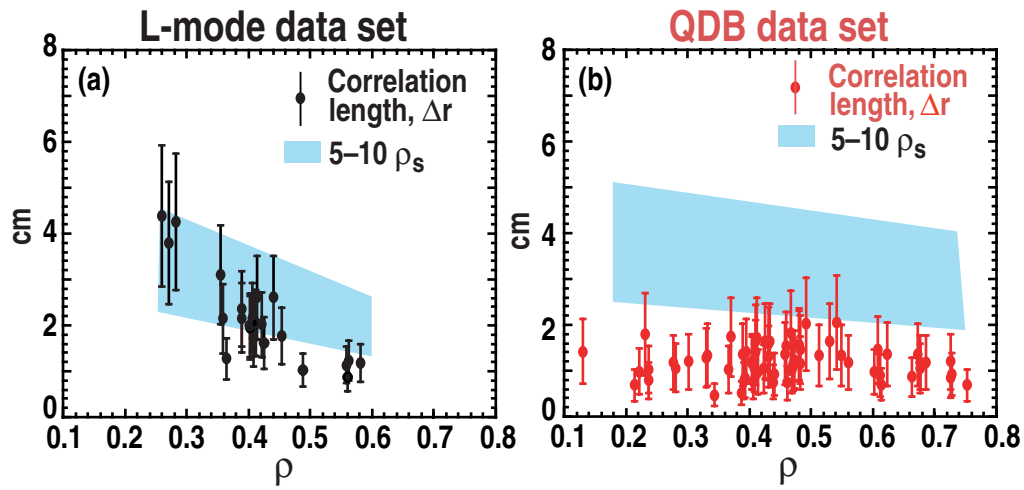 L-mode data set
QDB data set
8
(a)
Correlation
length, Δr
5–10 ρs
6
4
2
0
cm
0.1 0.2 0.3 0.4 0.5 0.6 0.7
ρ
8
(b)
Correlation
length, Δr
5–10 ρs
6
4
2
0
cm
0.1 0.2 0.3 0.4 0.5 0.6 0.7 0.8
ρ